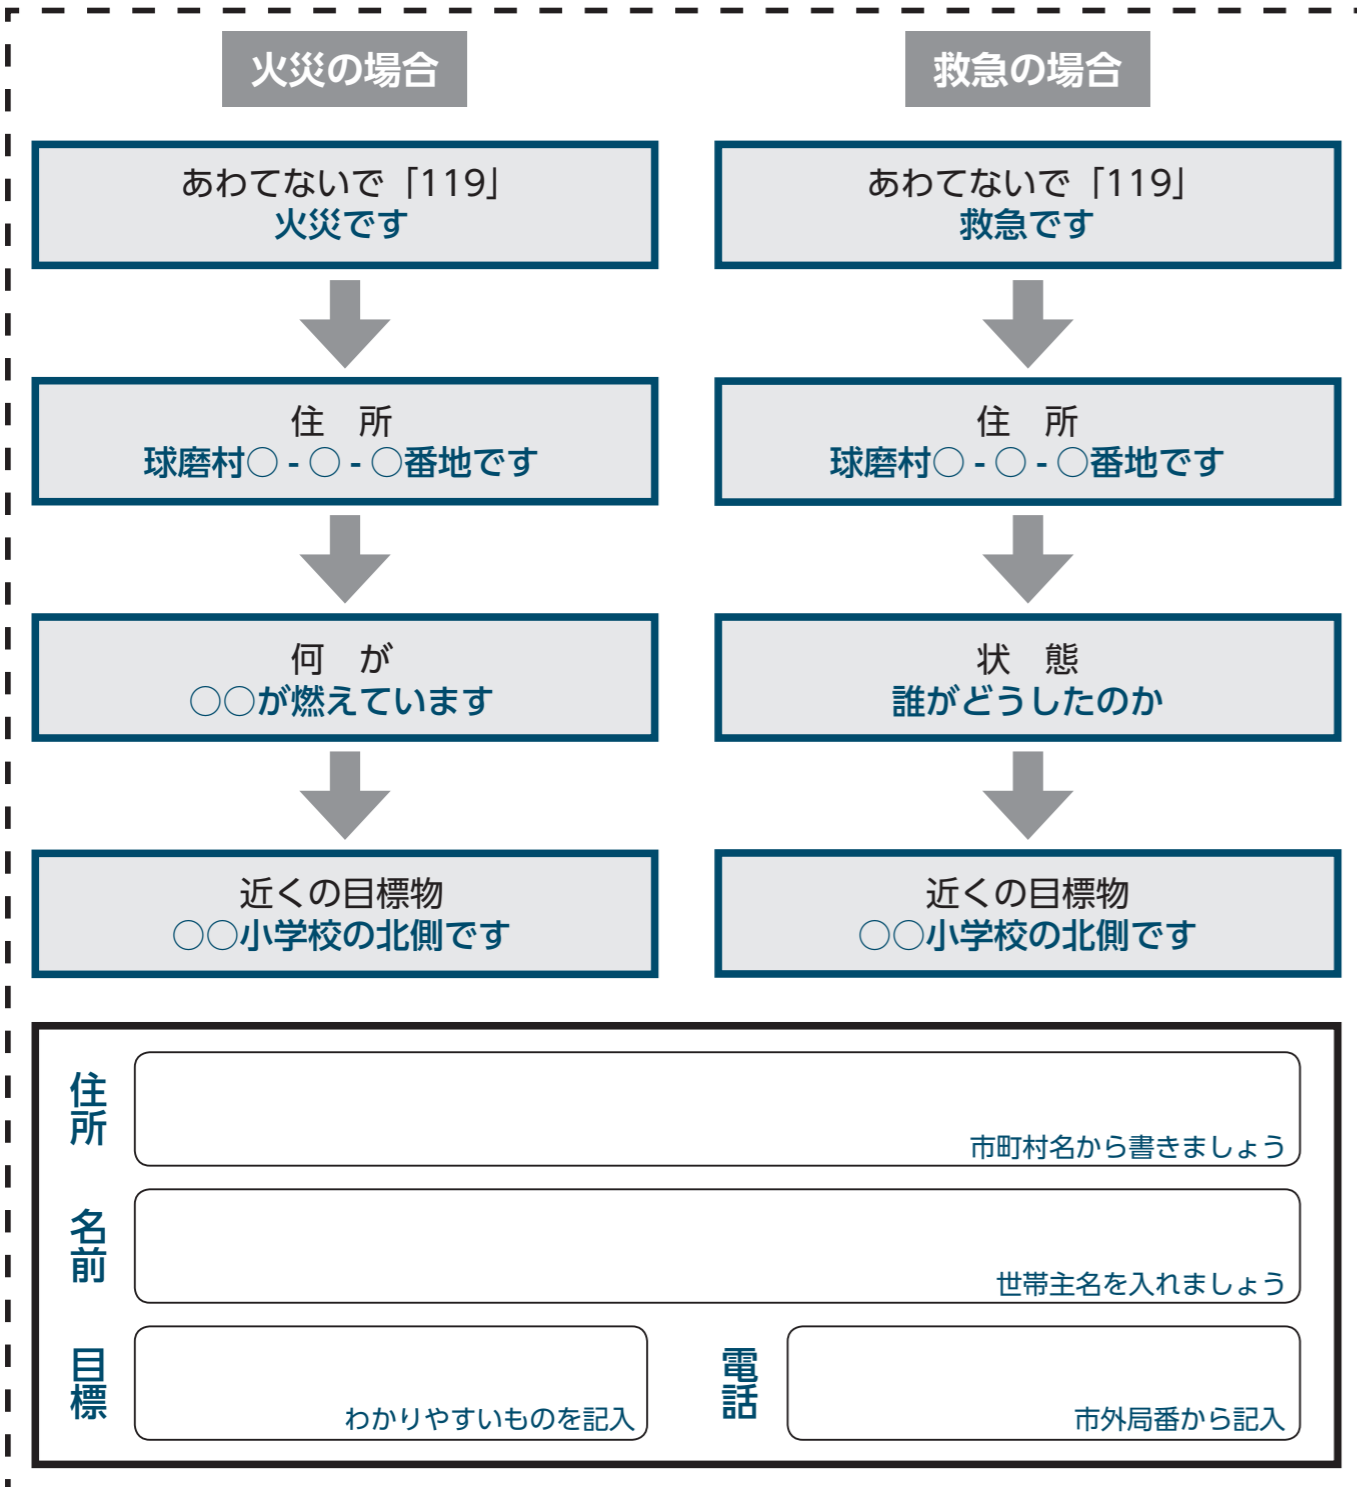 火災の場合
あわてないで「119」
火災です
住　所
球磨村○ - ○ - ○番地です
何　が
○○が燃えています
近くの目標物
○○小学校の北側です
救急の場合
あわてないで「119」
救急です
住　所
球磨村○ - ○ - ○番地です
状　態
誰がどうしたのか
近くの目標物
○○小学校の北側です
住所
市町村名から書きましょう
名前
世帯主名を入れましょう
目標
わかりやすいものを記入
電話
市外局番から記入